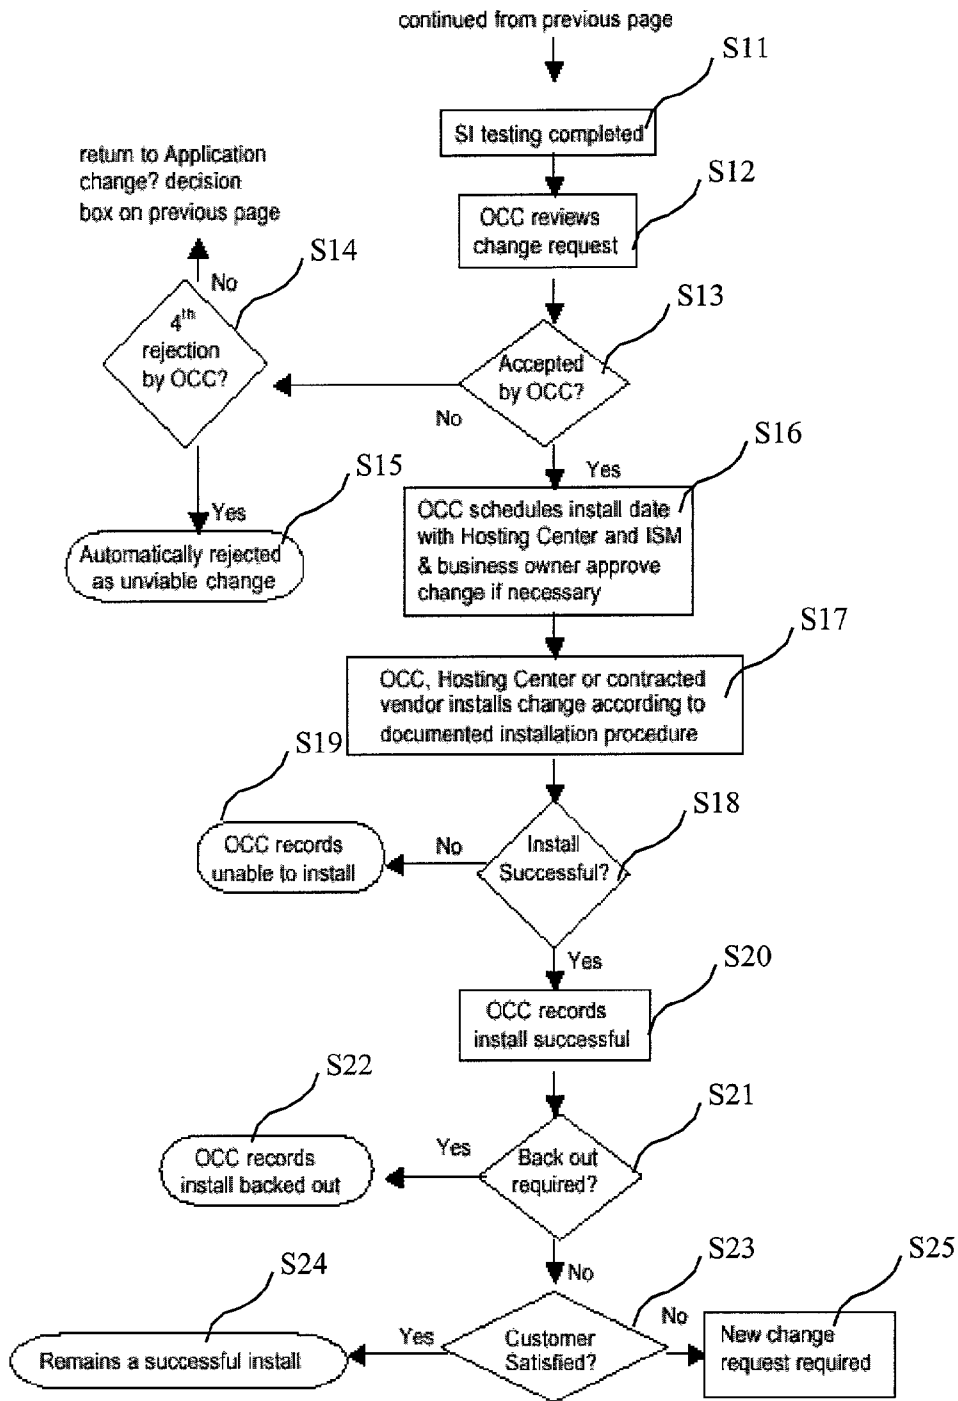 continued from previous page
S11
SI testing completed
S12
OCC reviews
change request
return to Application
change? decision
box on previous page
S14
No
4th
rejection
by OCC?
S13
Accepted
by OCC?
No
Yes
S15
Yes
Automatically rejected
as unviable change
S16
OCC schedules install date
with Hosting Center and ISM
& business owner approve
change if necessary
S17
OCC, Hosting Center or contracted
vendor installs change according to
documented installation procedure
S19
OCC records
unable to install
No
S18
Install
Successful?
Yes
S20
OCC records
install successful
S22
OCC records
install backed out
Yes
S21
Back out
required?
No
S24
Remains a successful install
Yes
S23
Customer
Satisfied?
No
S25
New change
request required